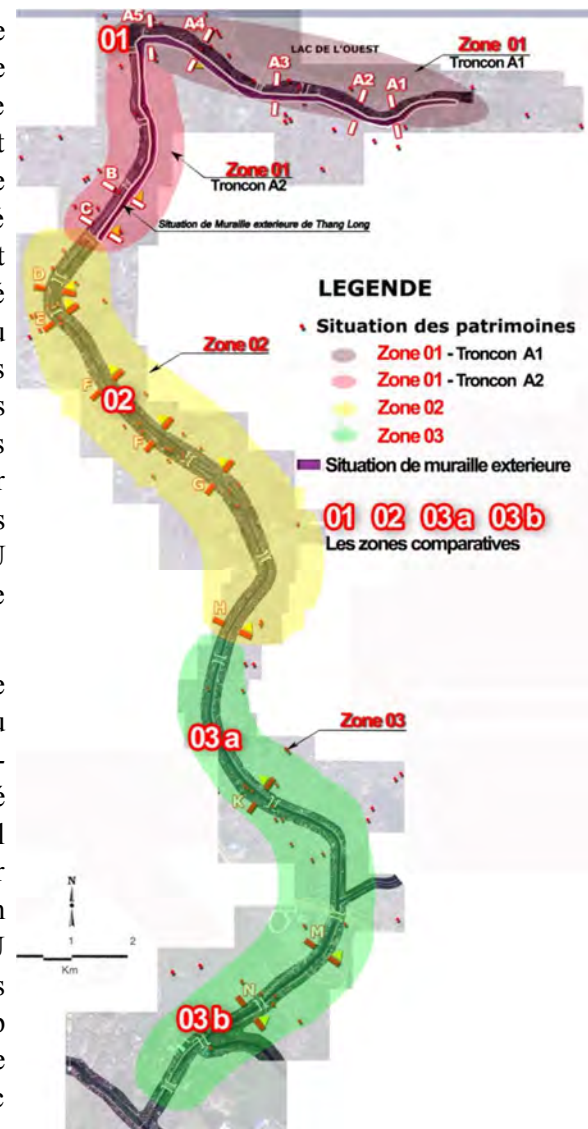 A5
A4
01
LAC DE L'OUEST
Zone 01
Troncon A1
A3
A2
A1
Zone 01
Troncon A2
B
C
Situation de Muraille exterieure de Thang Long
D
E
Zone 02
F
02
F
G
H
LEGENDE
Situation des patrimoines
Zone 01 - Troncon A1
Zone 01 - Troncon A2
Zone 02
Zone 03
Situation de muraille exterieure
01 02 03a 03b
Les zones comparatives
03a
Zone 03
K
N
1 2
Km
M
N
03b